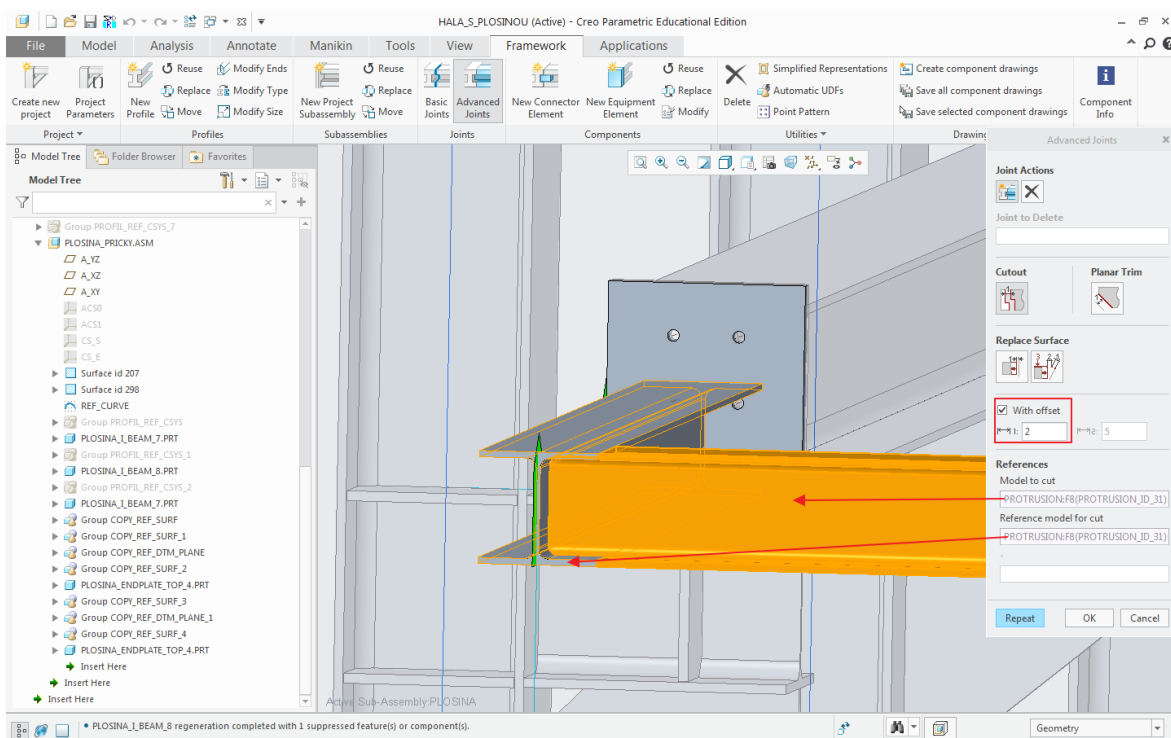 HALA_S_PLOSINOU (Active) - Creo Parametric Educational Edition
File Model Analysis Annotate Manikin Tools View Framework Applications
Create new project
Project Parameters
New Profile
Reuse
Replace
Move
Modify Ends
Modify Type
Modify Size
New Project Subassembly
Reuse
Replace
Move
Basic Joints
Advanced Joints
New Connector Element
New Equipment Element
Reuse
Replace
Modify
Delete
Simplified Representations
Automatic UDFs
Point Pattern
Create component drawings
Save all component drawings
Save selected component drawings
Component Info
Project Profiles Subassemblies Joints Components Utilities Drawing
Model Tree Folder Browser Favorites
Model Tree
Group PROFIL_REF_CSYS_7
PLOSINA_PRICKY.ASM
A_YZ
A_XZ
A_XY
ACS0
ACS1
CS_S
CS_E
Surface id 207
Surface id 298
REF_CURVE
Group PROFIL_REF_CSYS
PLOSINA_I_BEAM_7.PRT
Group PROFIL_REF_CSYS_1
PLOSINA_I_BEAM_8.PRT
Group PROFIL_REF_CSYS_2
PLOSINA_I_BEAM_7.PRT
Group COPY_REF_SURF
Group COPY_REF_SURF_1
Group COPY_REF_DTM_PLANE
Group COPY_REF_SURF_2
PLOSINA_ENDPLATE_TOP_4.PRT
Group COPY_REF_SURF_3
Group COPY_REF_DTM_PLANE_1
Group COPY_REF_SURF_4
PLOSINA_ENDPLATE_TOP_4.PRT
Insert Here
Insert Here
Insert Here
Active Sub-Assembly:PLOSINA
Advanced Joints
Joint Actions
Joint to Delete
Cutout Planar Trim
Replace Surface
With offset
1: 2 2: 5
References
Model to cut
PROTRUSION:F8(PROTRUSION_ID_31)
Reference model for cut
PROTRUSION:F8(PROTRUSION_ID_31)
-
Repeat OK Cancel
• PLOSINA_I_BEAM_8 regeneration completed with 1 suppressed feature(s) or component(s).
Geometry